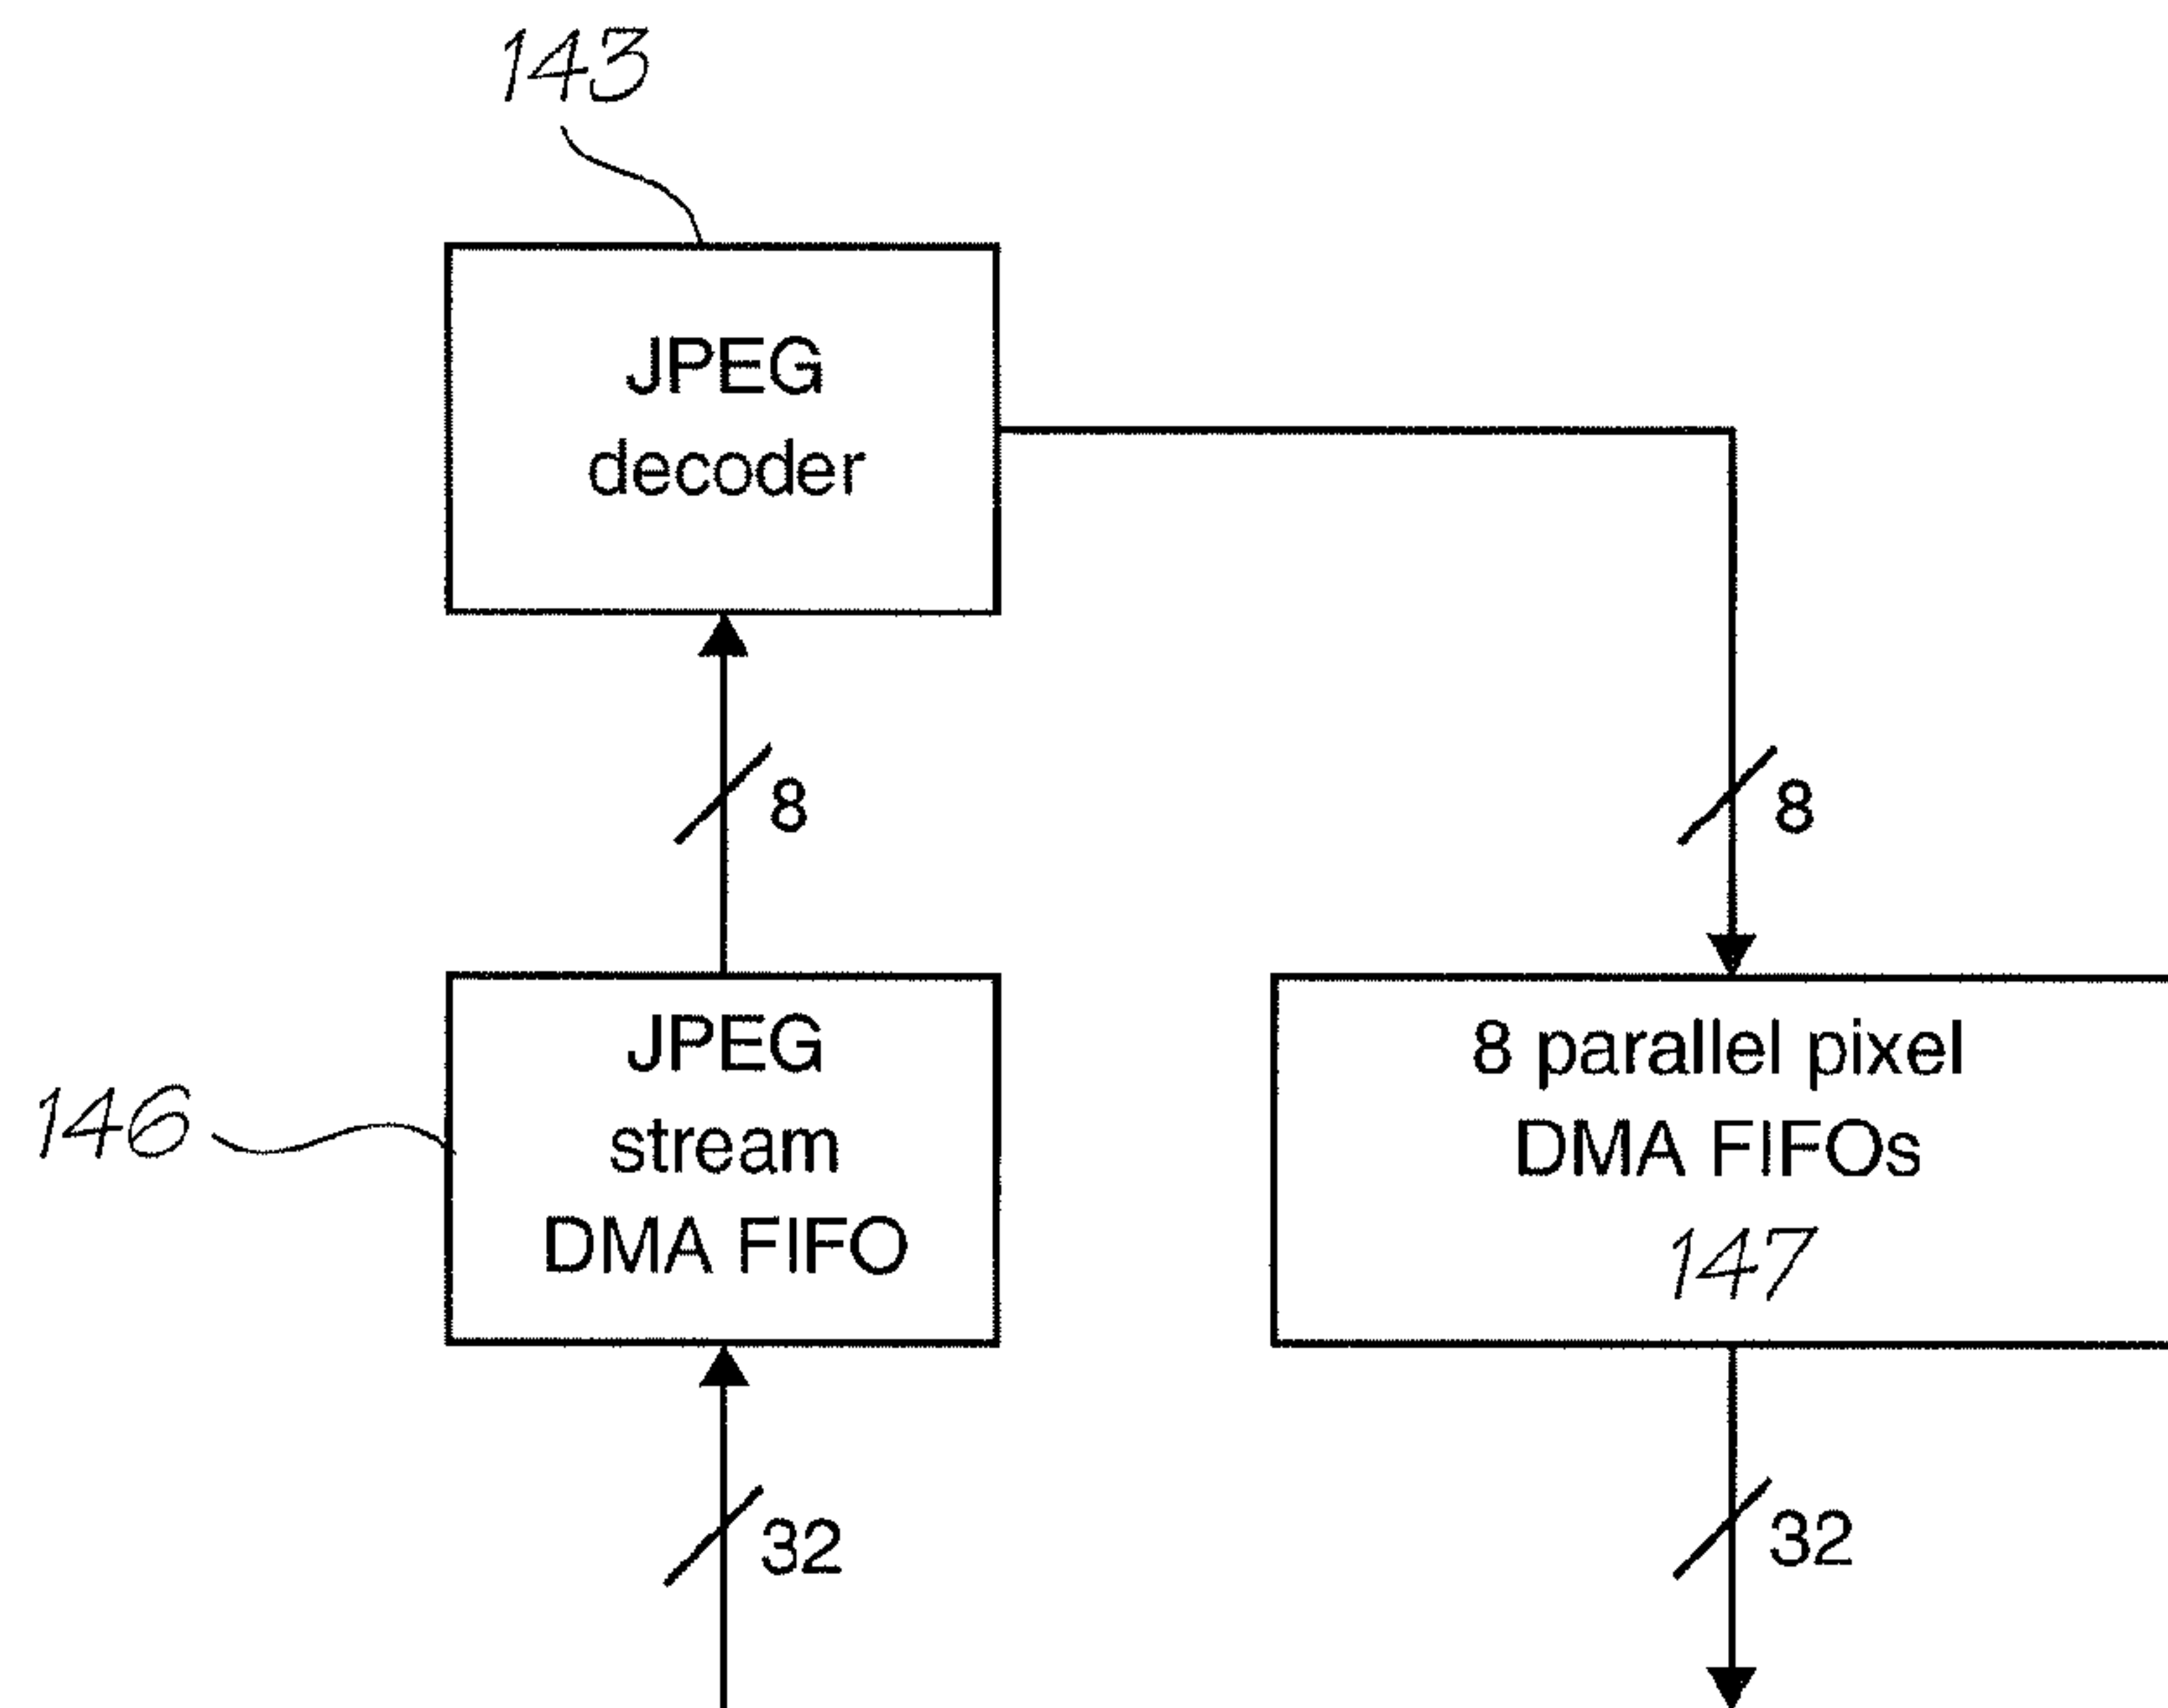 143
JPEG
decoder
8
8
JPEG
stream
DMA FIFO
146
8 parallel pixel
DMA FIFOs
147
32
32